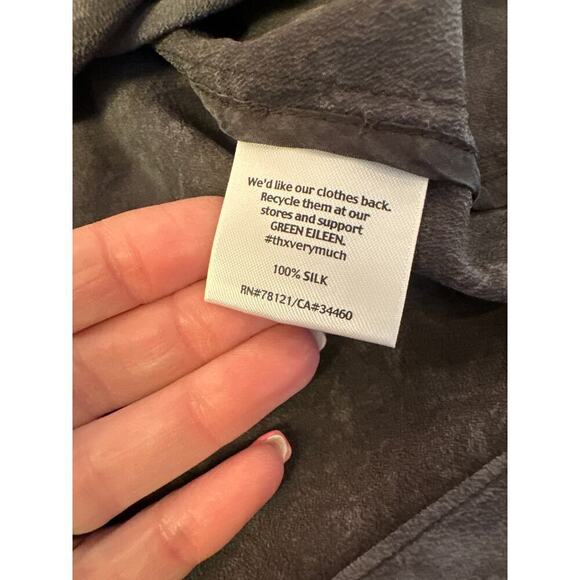 We'd like our clothes back.
Recycle them at our
stores and support
GREEN EILEEN.
#thxverymuch
100% SILK
RN#78121/CA#34460